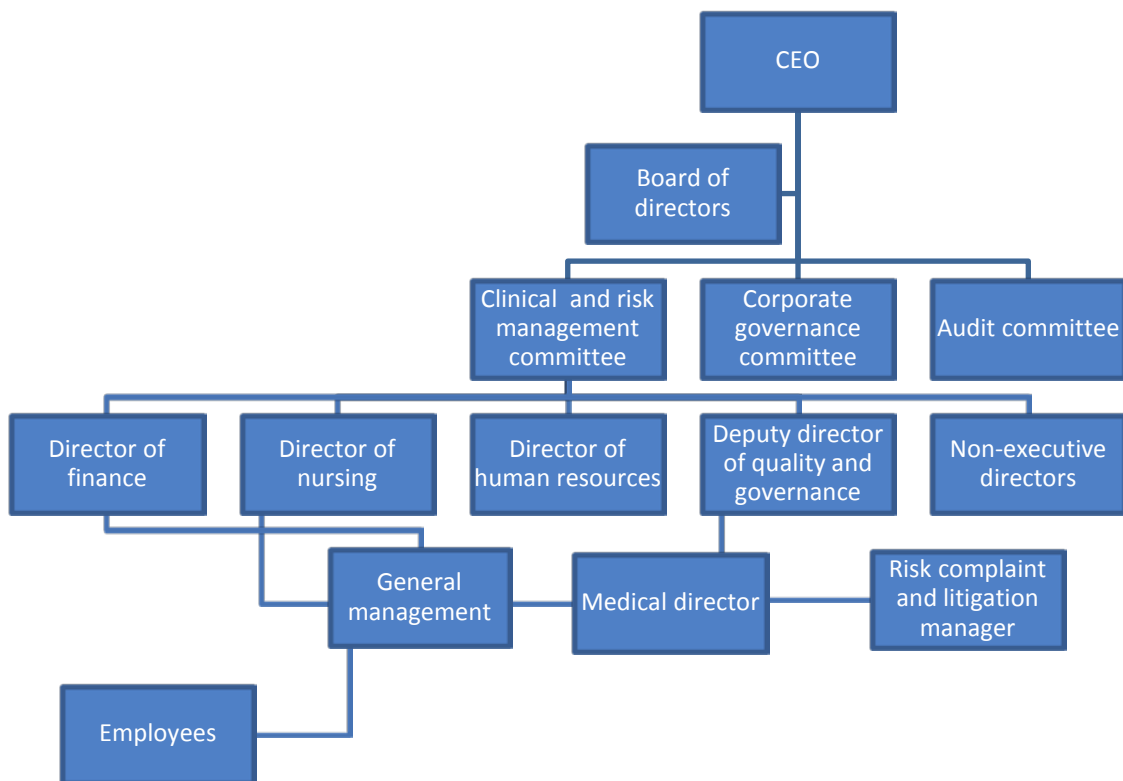 CEO
Board of
directors
Clinical and risk
management
committee
Corporate
governance
committee
Audit committee
Director of
finance
Director of
nursing
Director of
human resources
Deputy director
of quality and
governance
Non-executive
directors
General
management
Medical director
Risk complaint
and litigation
manager
Employees